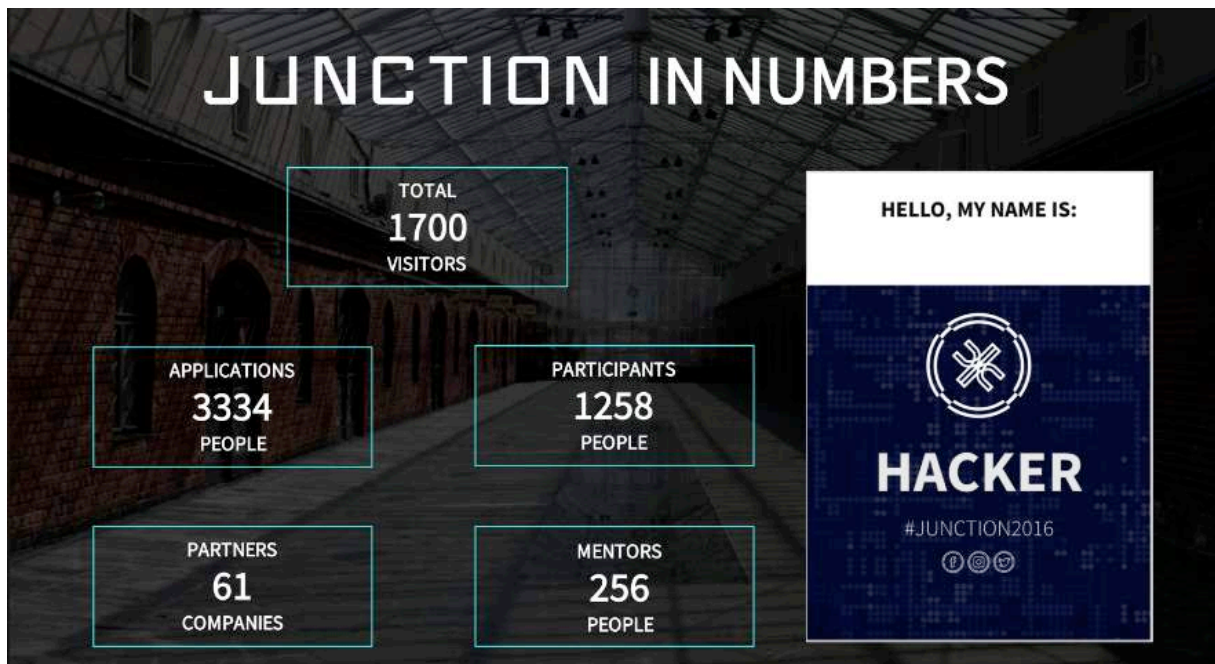 JUNCTION IN NUMBERS
TOTAL
1700
VISITORS
APPLICATIONS
3334
PEOPLE
PARTICIPANTS
1258
PEOPLE
PARTNERS
61
COMPANIES
MENTORS
256
PEOPLE
HELLO, MY NAME IS:
HACKER
#JUNCTION2016